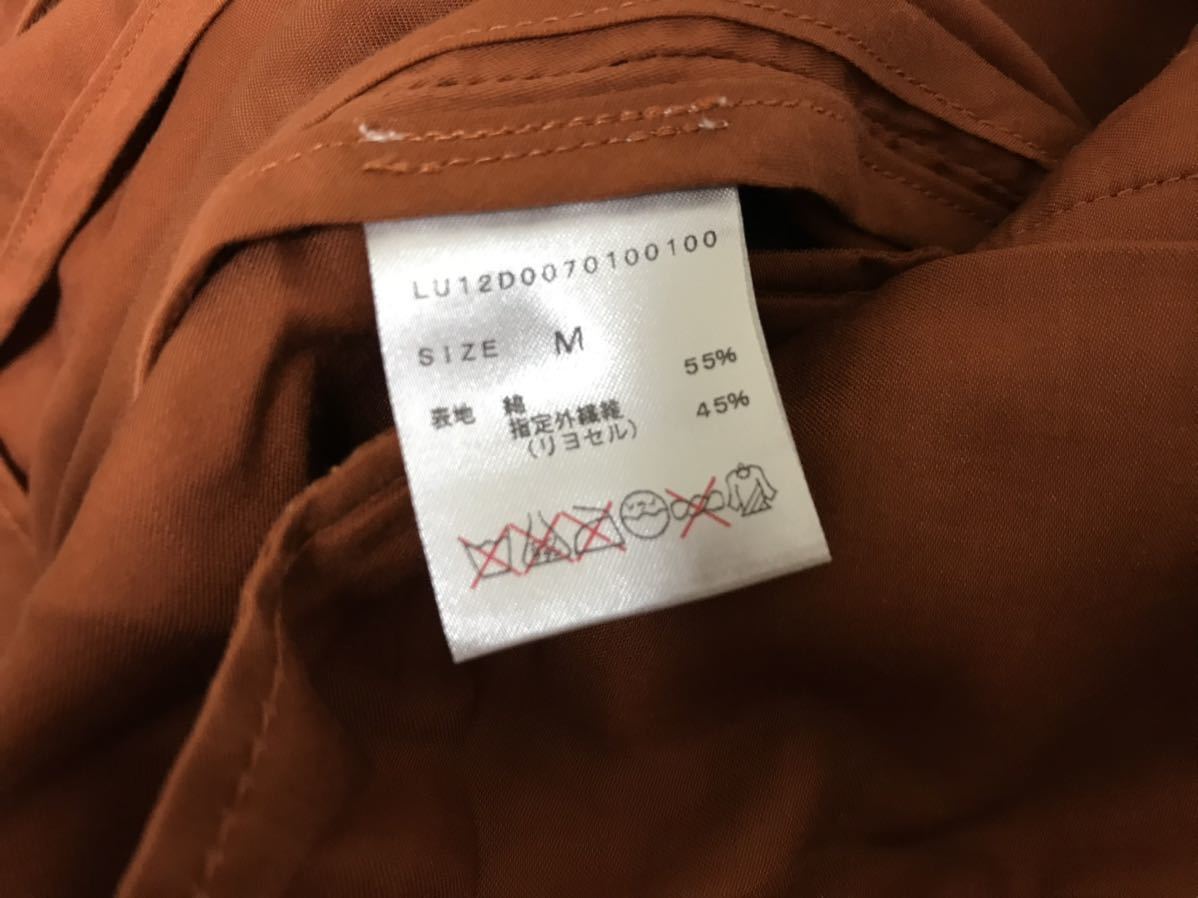 LU12D0070100100
SIZE M
表地 綿 55%
指定外繊維 45%
(リヨセル)